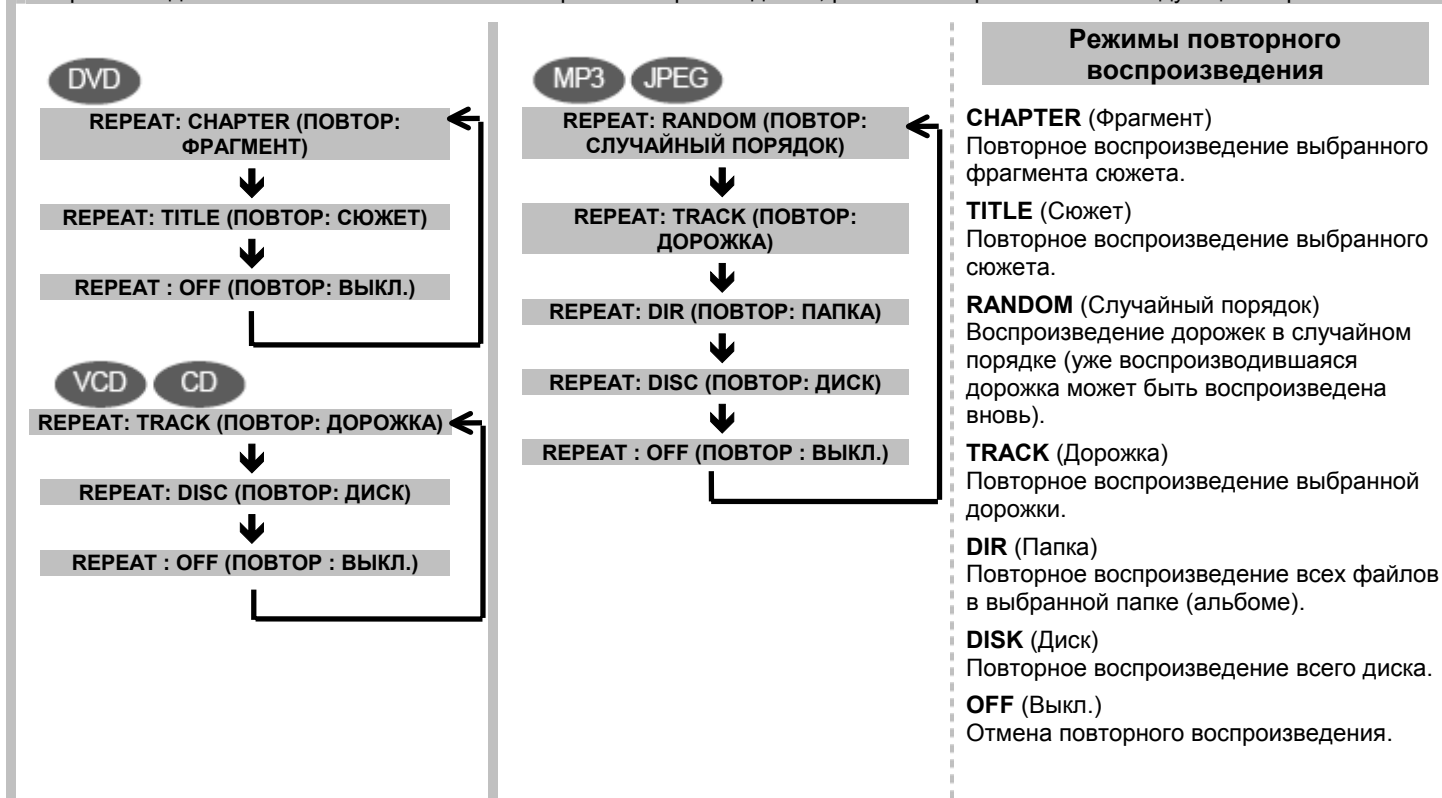 DVD
REPEAT: CHAPTER (ПОВТОР:
ФРАГМЕНТ)
REPEAT: TITLE (ПОВТОР: СЮЖЕТ)
REPEAT : OFF (ПОВТОР: ВЫКЛ.)
VCD CD
REPEAT: TRACK (ПОВТОР: ДОРОЖКА)
REPEAT: DISC (ПОВТОР: ДИСК)
REPEAT : OFF (ПОВТОР : ВЫКЛ.)
MP3 JPEG
REPEAT: RANDOM (ПОВТОР:
СЛУЧАЙНЫЙ ПОРЯДОК)
REPEAT: TRACK (ПОВТОР:
ДОРОЖКА)
REPEAT: DIR (ПОВТОР: ПАПКА)
REPEAT: DISC (ПОВТОР: ДИСК)
REPEAT : OFF (ПОВТОР : ВЫКЛ.)
Режимы повторного
воспроизведения
CHAPTER (Фрагмент)
Повторное воспроизведение выбранного
фрагмента сюжета.
TITLE (Сюжет)
Повторное воспроизведение выбранного
сюжета.
RANDOM (Случайный порядок)
Воспроизведение дорожек в случайном
порядке (уже воспроизводившаяся
дорожка может быть воспроизведена
вновь).
TRACK (Дорожка)
Повторное воспроизведение выбранной
дорожки.
DIR (Папка)
Повторное воспроизведение всех файлов
в выбранной папке (альбоме).
DISK (Диск)
Повторное воспроизведение всего диска.
OFF (Выкл.)
Отмена повторного воспроизведения.